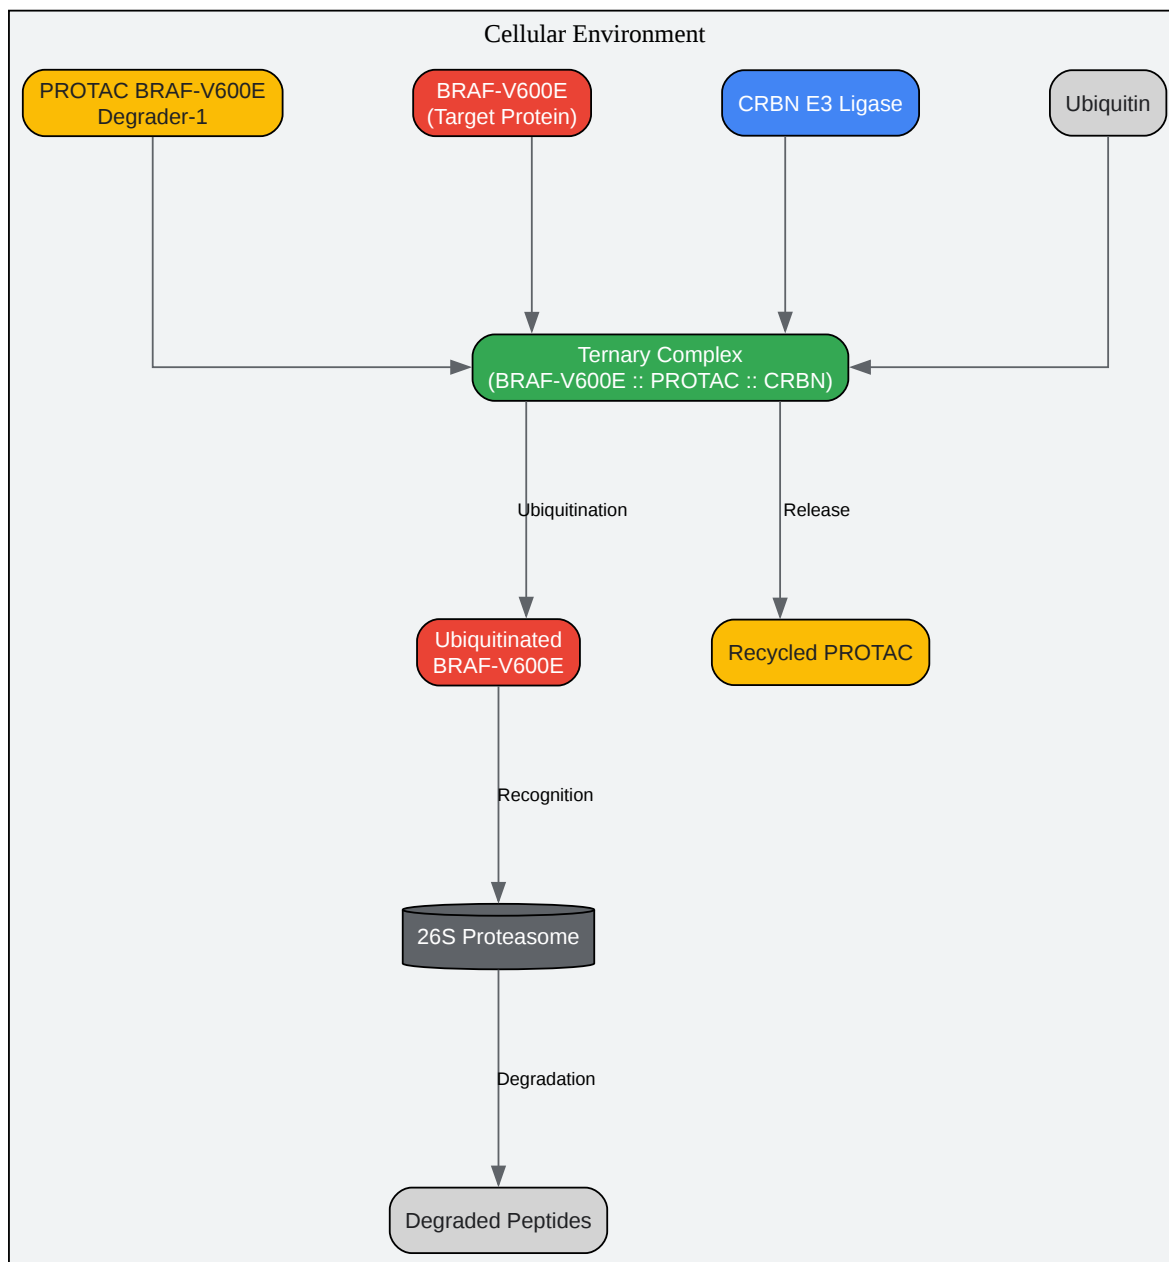 Cellular Environment
PROTAC BRAF-V600E
Degrader-1
BRAF-V600E
(Target Protein)
CRBN E3 Ligase
Ubiquitin
Ternary Complex
(BRAF-V600E :: PROTAC :: CRBN)
Ubiquitination
Release
Ubiquitinated
BRAF-V600E
Recycled PROTAC
Recognition
26S Proteasome
Degradation
Degraded Peptides